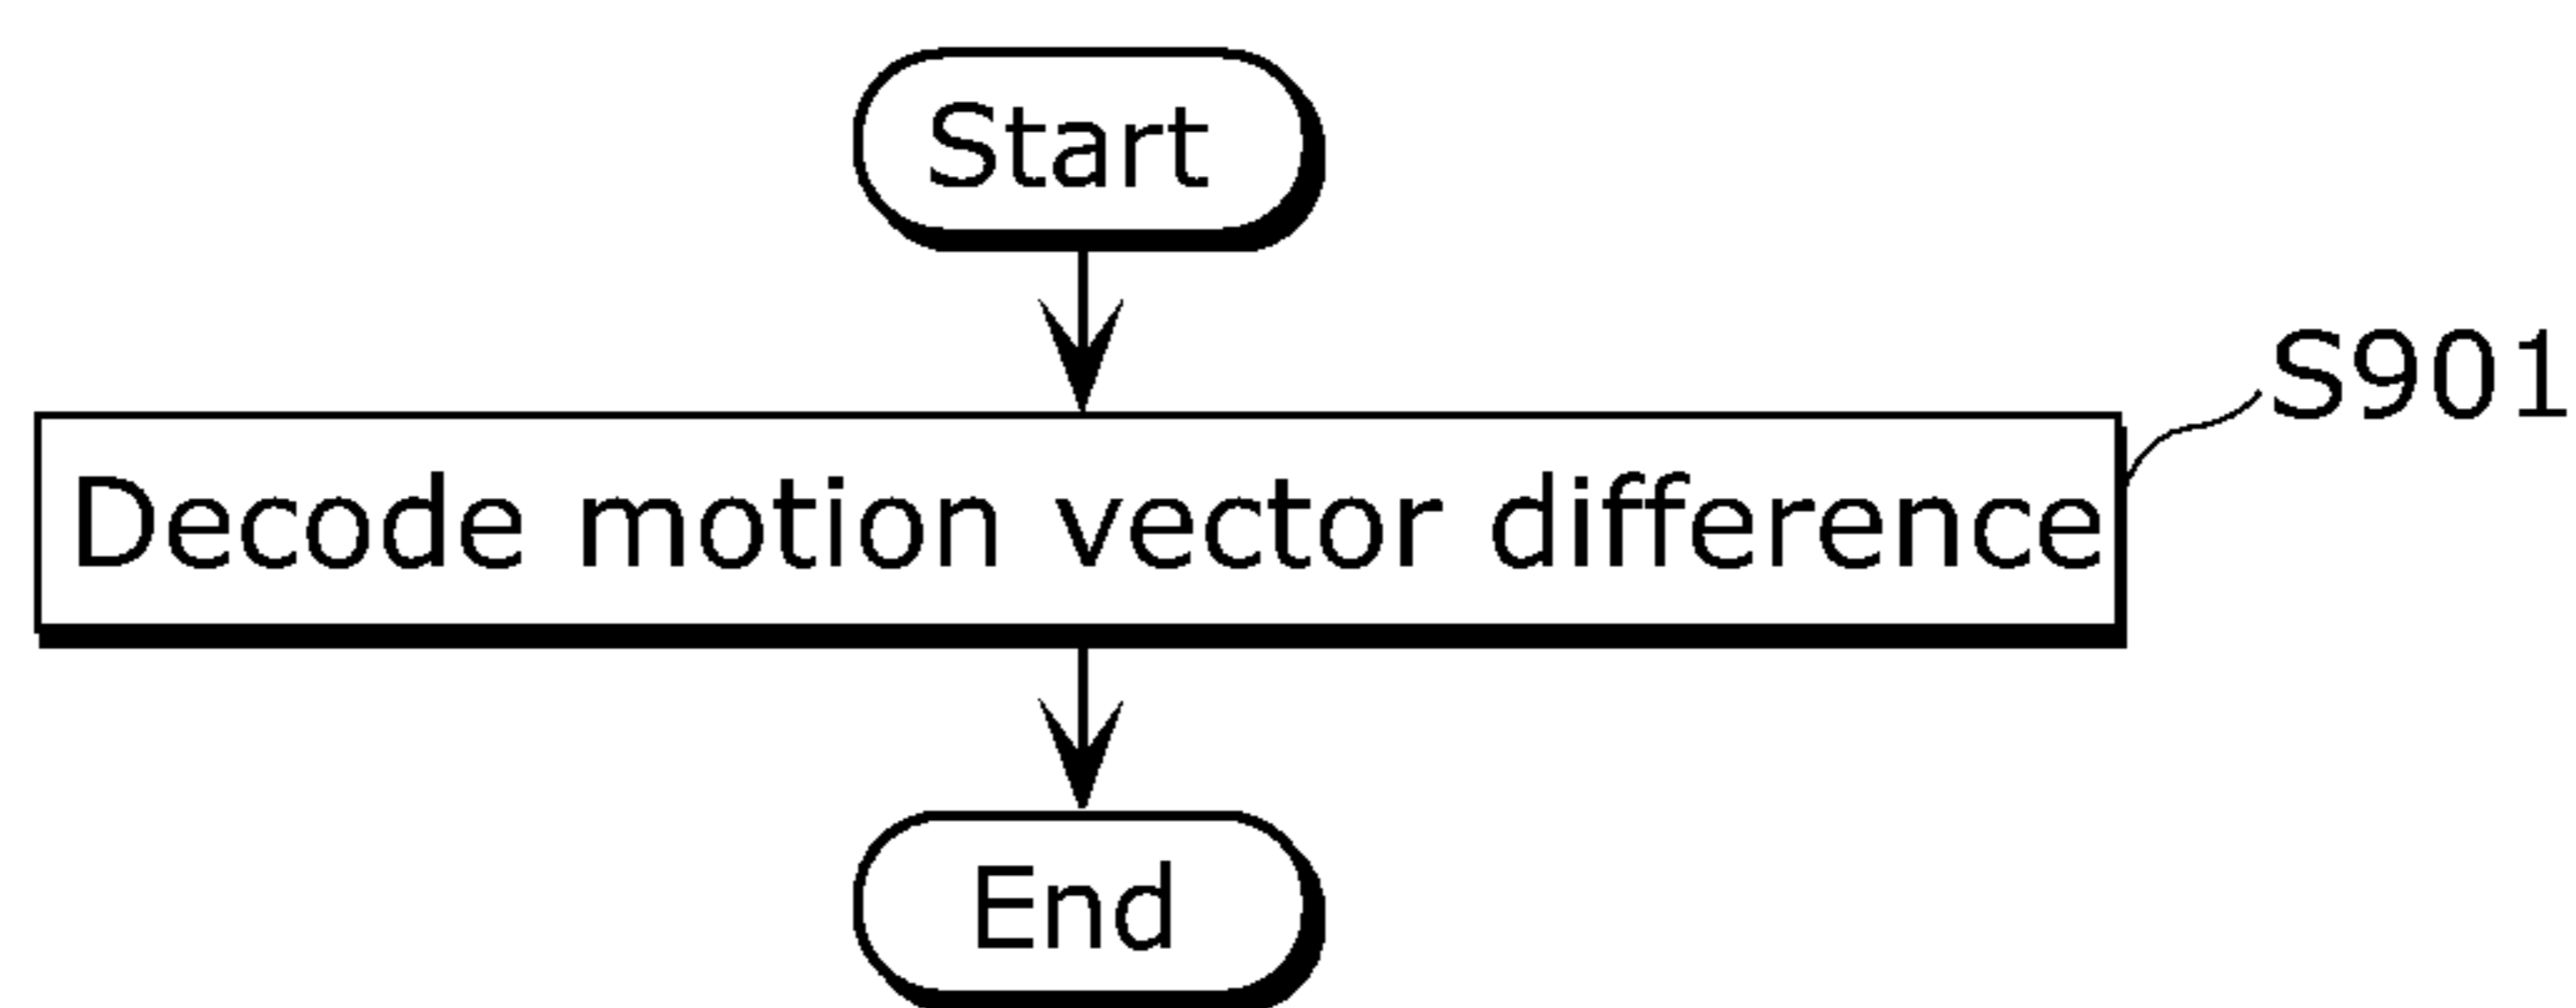 Start
S901
Decode motion vector difference
End